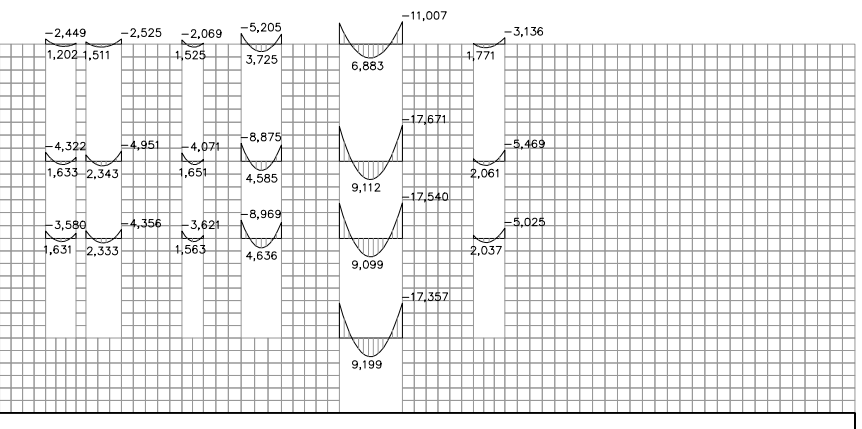 -2,449 -2,525 -2,069 -5,205 -11,007 -3,136
1,202 1,511 1,525 3,725 6,883 1,771
-4,322 -4,951 -4,071 -8,875 -17,671 -5,469
1,633 2,343 1,651 4,585 9,112 2,061
-3,580 -4,356 -3,621 -8,969 -17,540 -5,025
1,631 2,333 1,563 4,636 9,099 2,037
-17,357
9,199